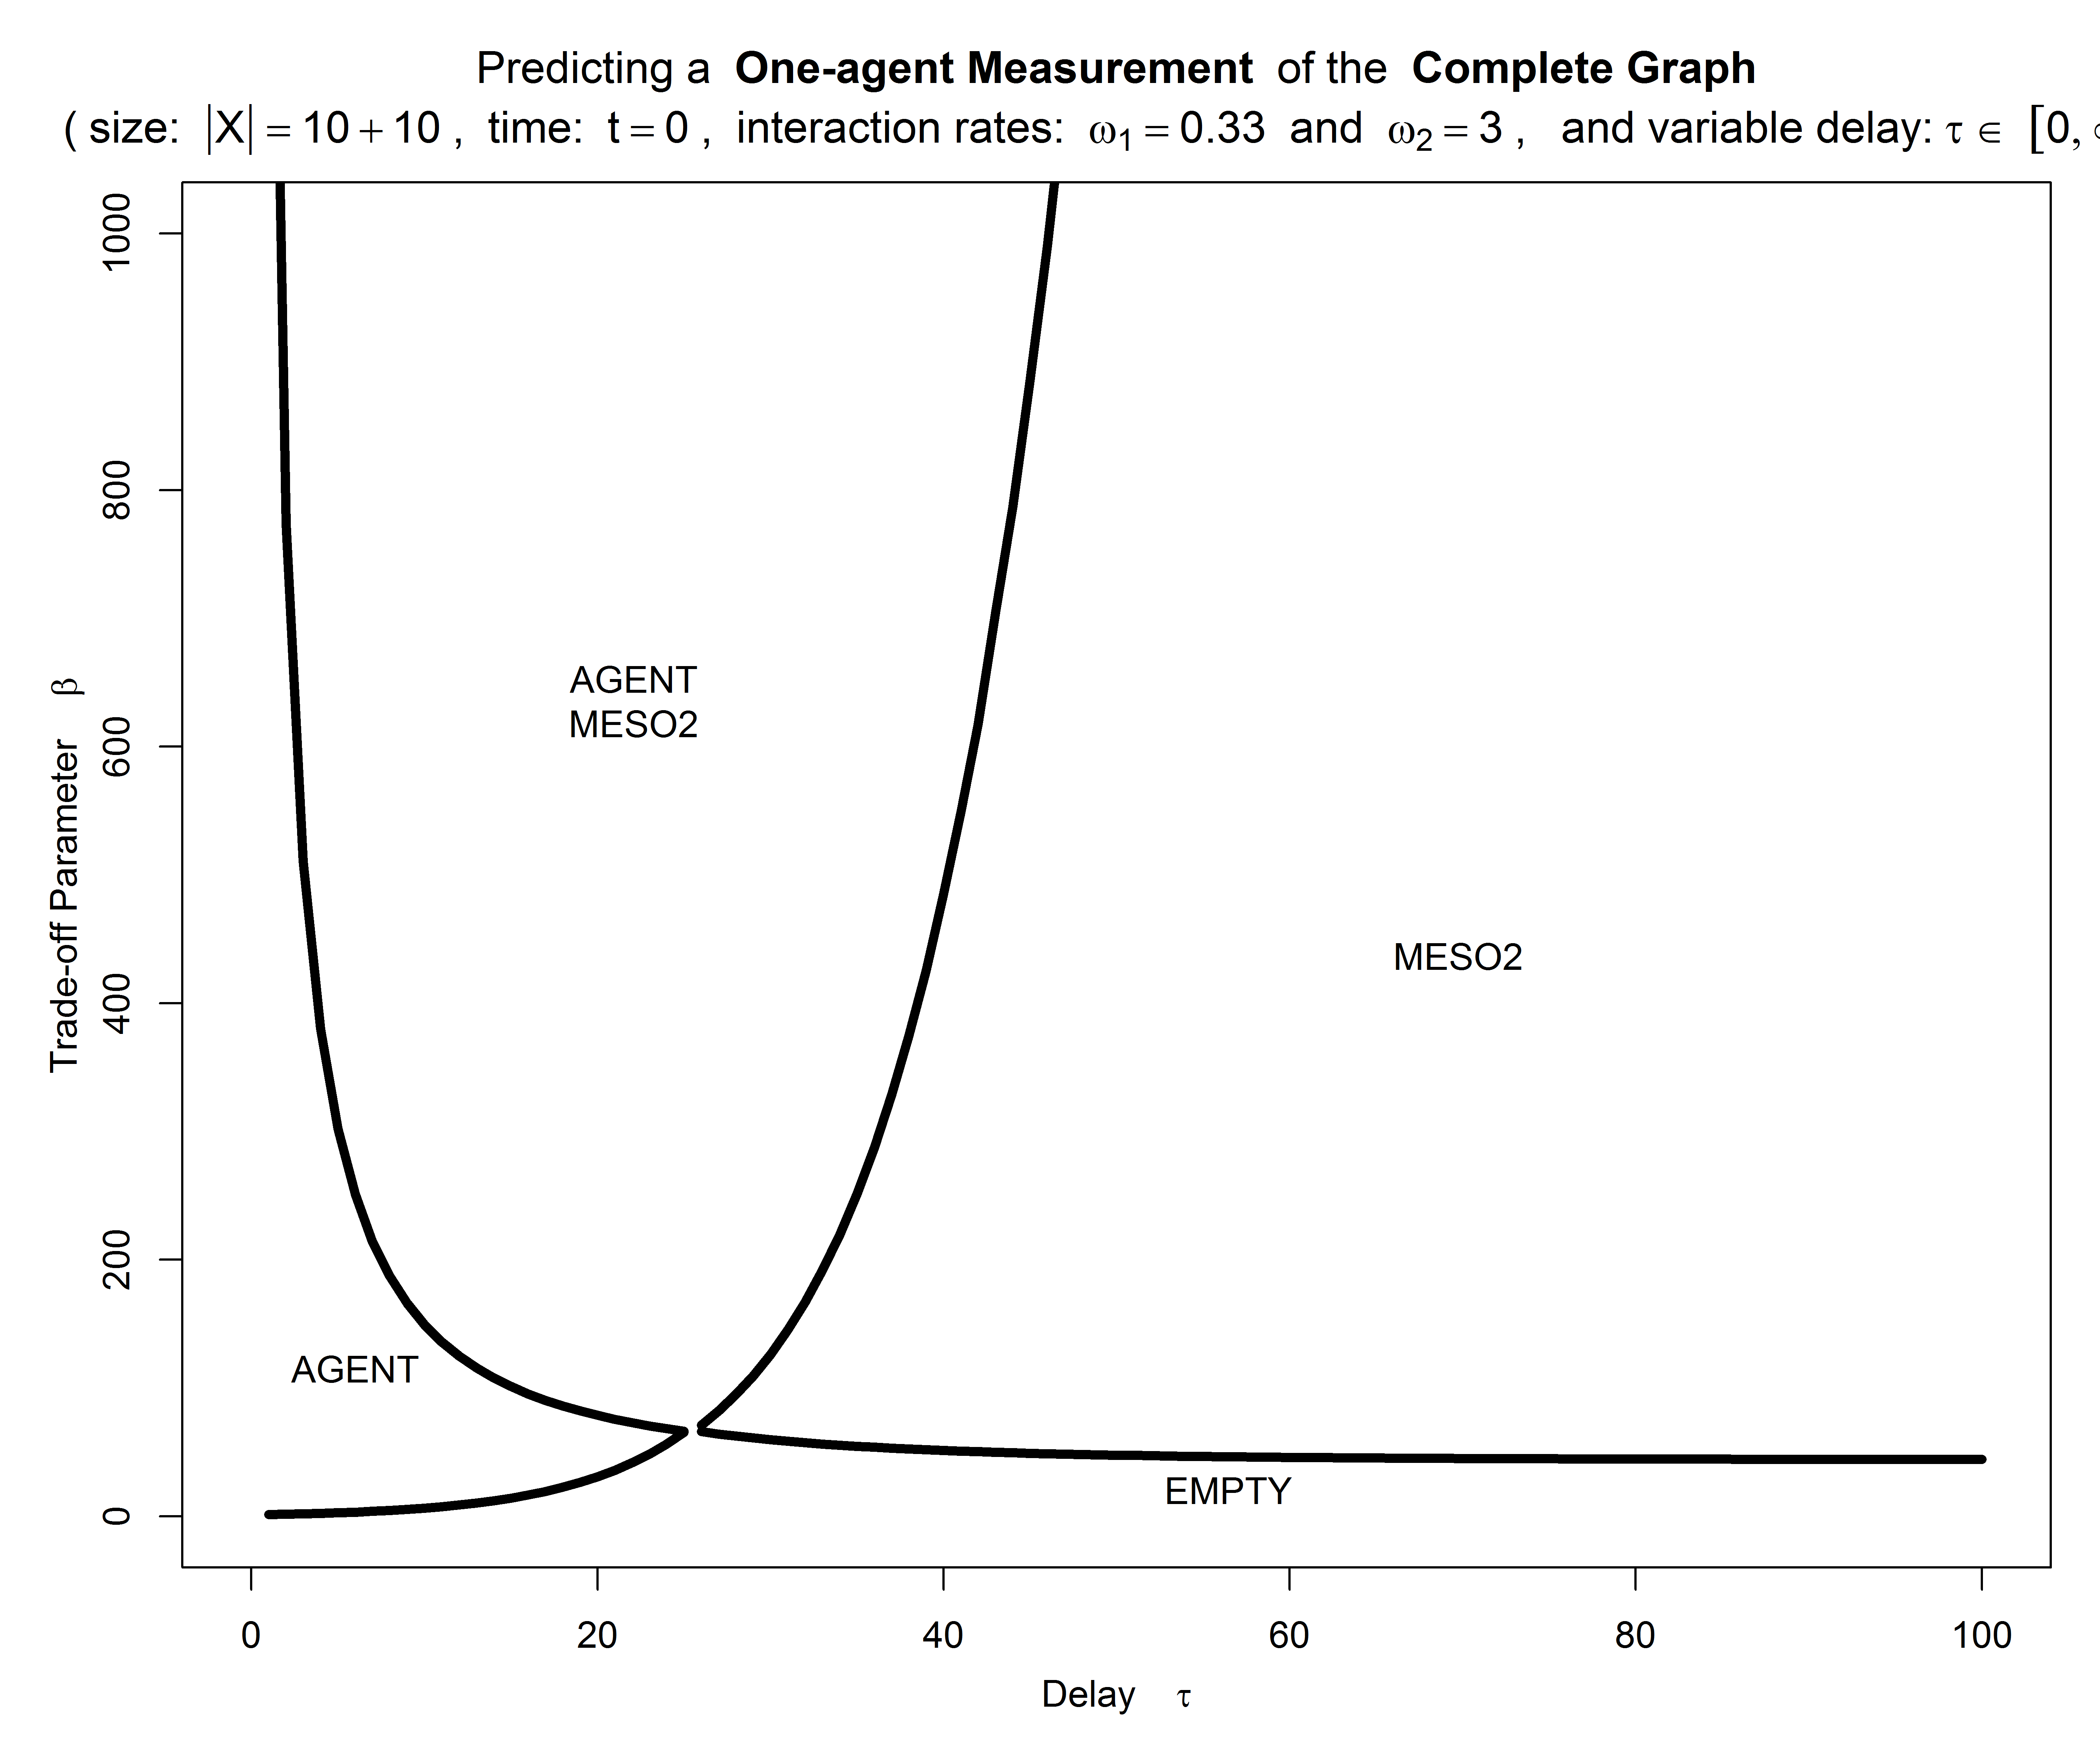 Predicting a One-agent Measurement of the Complete Graph
( size: |X| = 10 + 10 , time: t = 0 , interaction rates: ω1 = 0.33 and ω2 = 3 , and variable delay: τ ∈ [0,
Trade-off Parameter β
1000
800
600
400
200
0
AGENT
MESO2
MESO2
AGENT
EMPTY
0 20 40 60 80 100
Delay τ